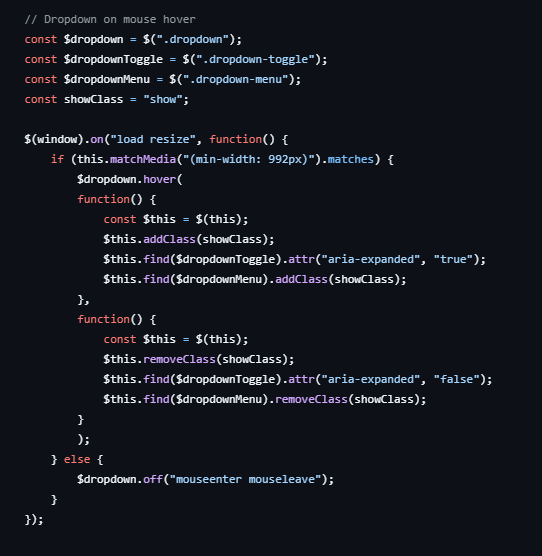 // Dropdown on mouse hover
const $dropdown = $(".dropdown");
const $dropdownToggle = $(".dropdown-toggle");
const $dropdownMenu = $(".dropdown-menu");
const showClass = "show";

$(window).on("load resize", function() {
    if (this.matchMedia("(min-width: 992px)").matches) {
        $dropdown.hover(
        function() {
            const $this = $(this);
            $this.addClass(showClass);
            $this.find($dropdownToggle).attr("aria-expanded", "true");
            $this.find($dropdownMenu).addClass(showClass);
        },
        function() {
            const $this = $(this);
            $this.removeClass(showClass);
            $this.find($dropdownToggle).attr("aria-expanded", "false");
            $this.find($dropdownMenu).removeClass(showClass);
        }
        );
    } else {
        $dropdown.off("mouseenter mouseleave");
    }
});